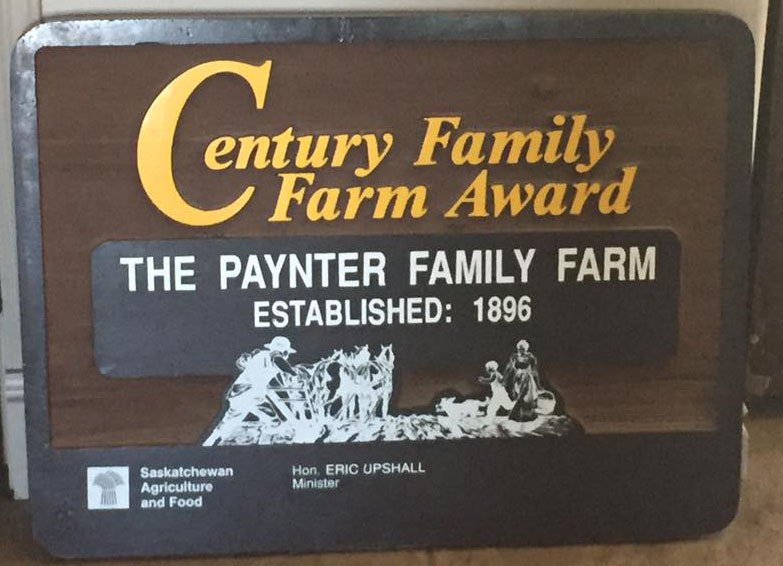 Century Family
Farm Award
THE PAYNTER FAMILY FARM
ESTABLISHED: 1896
Saskatchewan
Agriculture
and Food
Hon. ERIC UPSHALL
Minister